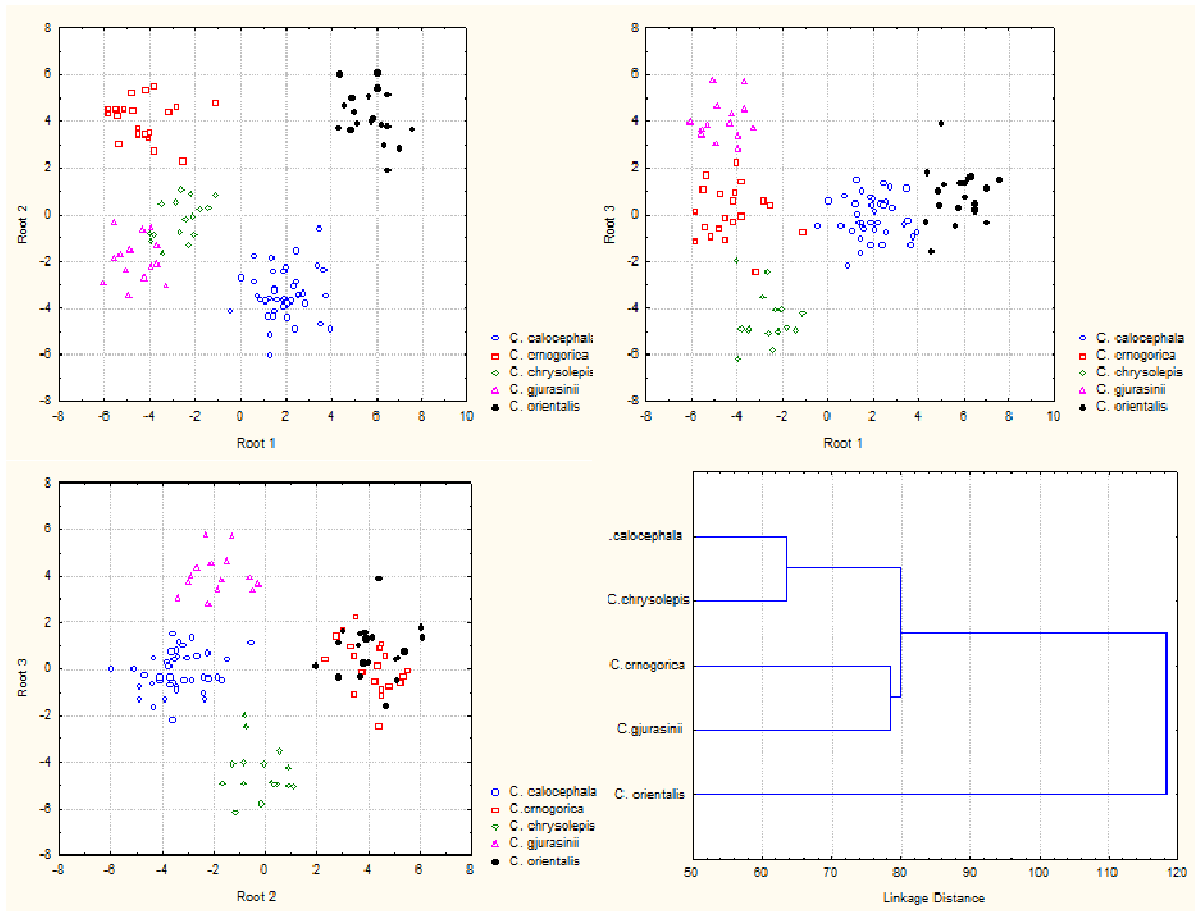 8
6
4
2
0
-2
-4
-6
-8
-8 -6 -4 -2 0 2 4 6 8 10
Root 2
Root 1
C. calocephala
C. crnogorica
C. chrysolepis
C. gjurasinii
C. orientalis
8
6
4
2
0
-2
-4
-6
-8
-8 -6 -4 -2 0 2 4 6 8 10
Root 3
Root 1
C. calocephala
C. crnogorica
C. chrysolepis
C. gjurasinii
C. orientalis
8
6
4
2
0
-2
-4
-6
-8
-8 -6 -4 -2 0 2 4 6 8
Root 3
Root 2
C. calocephala
C.crnogorica
C. chrysolepis
C. gjurasinii
C. orientalis
.calocephala
C.chrysolepis
C.crnogorica
C.gjurasinii
C. orientalis
50 60 70 80 90 100 110 120
Linkage Distance